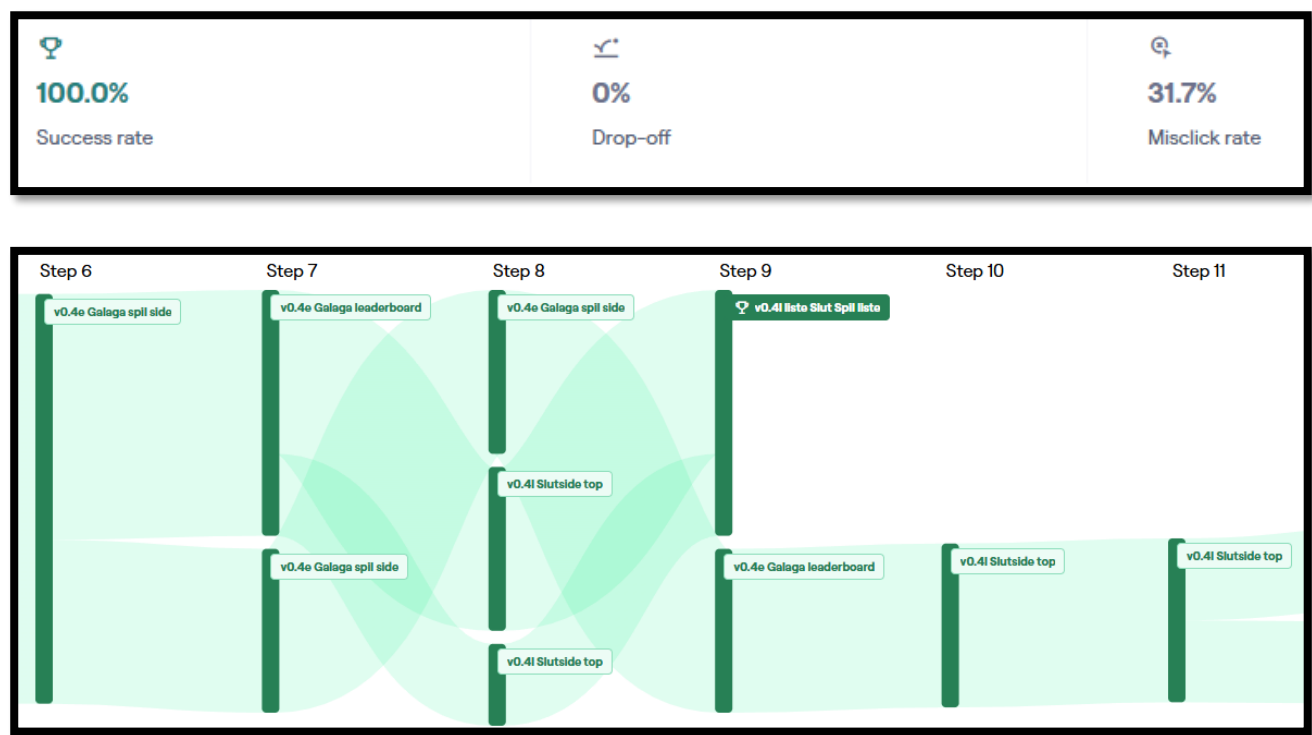 100.0%
0%
31.7%
Success rate
Drop-off
Misclick rate
Step 6
Step 7
Step 8
Step 9
Step 10
Step 11
v0.4e Galaga spil side
v0.4e Galaga leaderboard
v0.4e Galaga spil side
v0.4l liste Slut Spil liste
v0.4l Slutside top
v0.4e Galaga spil side
v0.4e Galaga leaderboard
v0.4l Slutside top
v0.4l Slutside top
v0.4l Slutside top